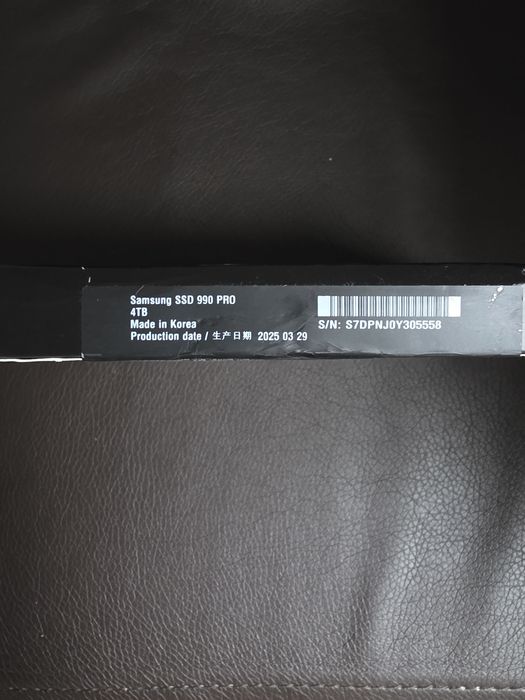 Samsung SSD 990 PRO
4TB
Made in Korea
Production date / 生产日期 2025 03 29
S/N: S7DPNJ0Y305558